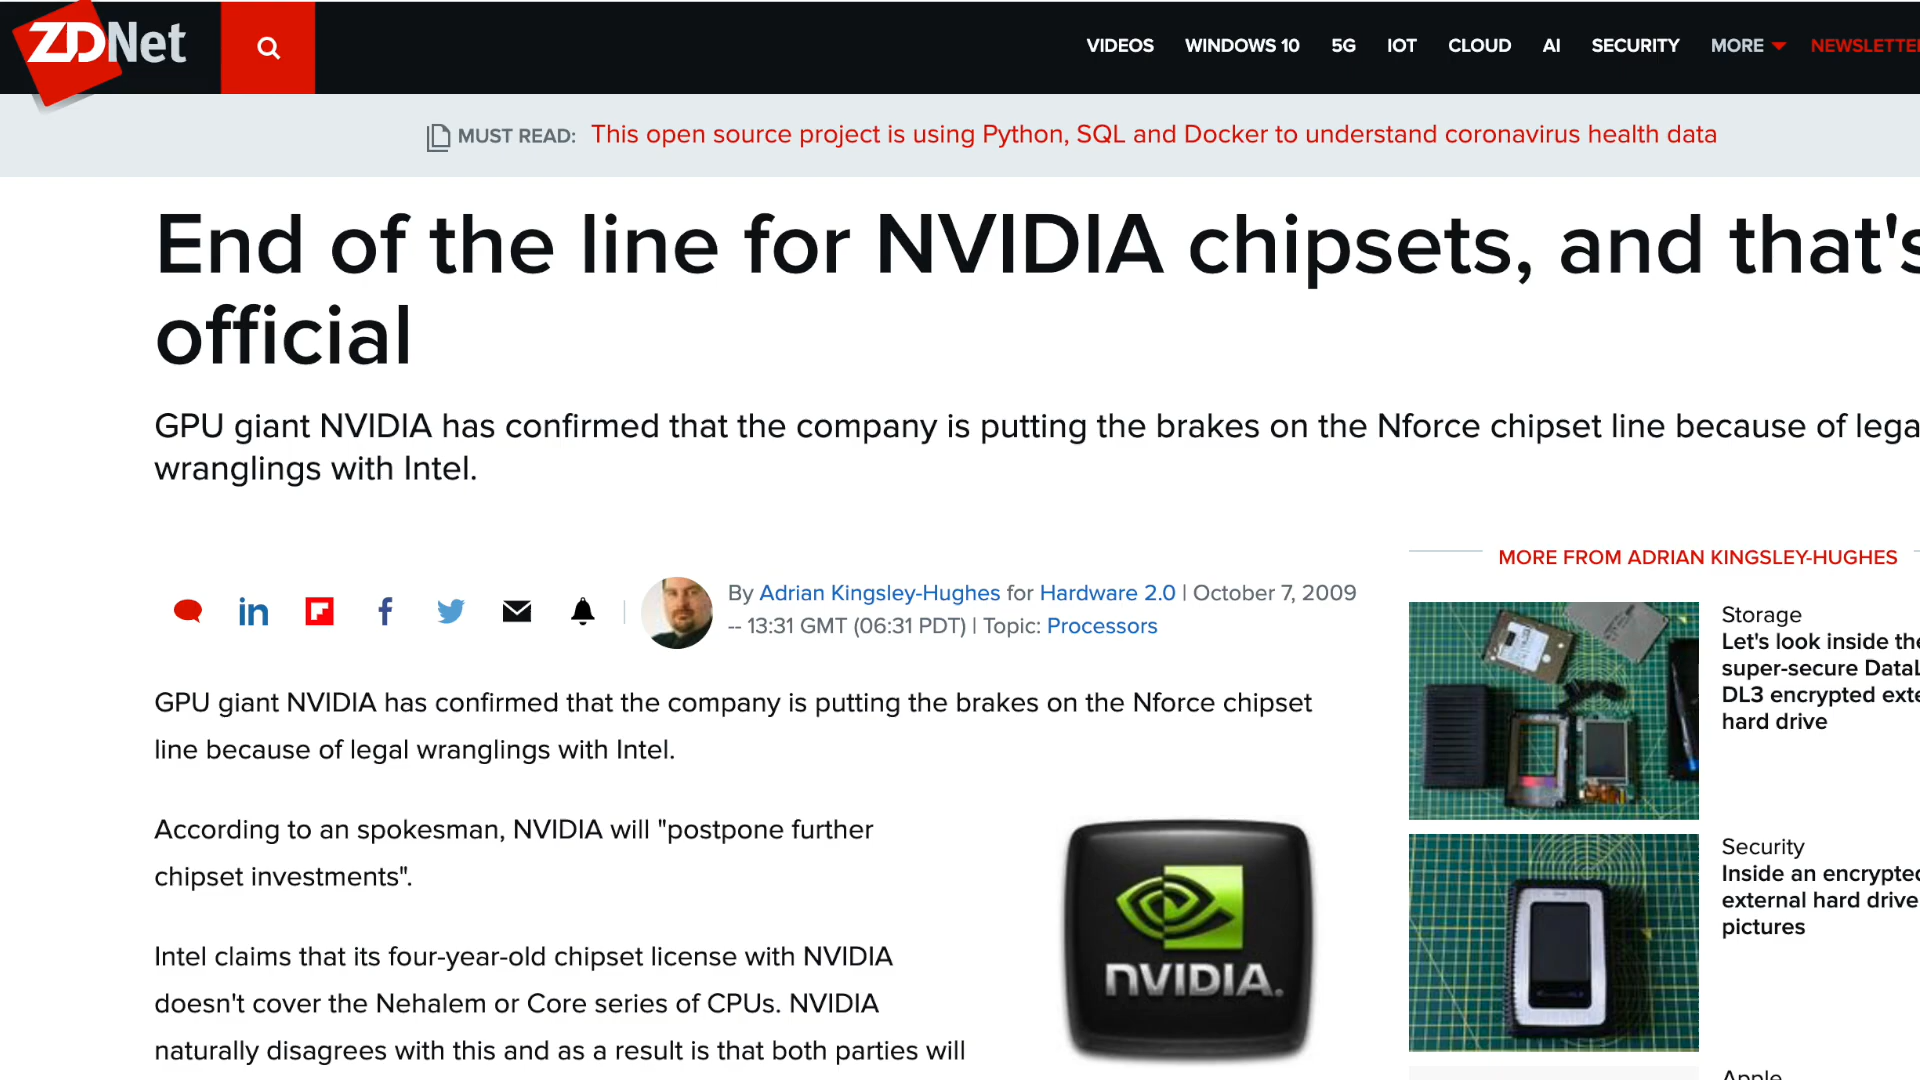 ZDNet
VIDEOS WINDOWS 10 5G IOT CLOUD AI SECURITY MORE NEWSLETTE
MUST READ: This open source project is using Python, SQL and Docker to understand coronavirus health data
End of the line for NVIDIA chipsets, and that's
official
GPU giant NVIDIA has confirmed that the company is putting the brakes on the Nforce chipset line because of lega
wranglings with Intel.
By Adrian Kingsley-Hughes for Hardware 2.0 | October 7, 2009
-- 13:31 GMT (06:31 PDT) | Topic: Processors
GPU giant NVIDIA has confirmed that the company is putting the brakes on the Nforce chipset
line because of legal wranglings with Intel.
According to an spokesman, NVIDIA will "postpone further
chipset investments".
Intel claims that its four-year-old chipset license with NVIDIA
doesn't cover the Nehalem or Core series of CPUs. NVIDIA
naturally disagrees with this and as a result is that both parties will
NVIDIA.
MORE FROM ADRIAN KINGSLEY-HUGHES
Storage
Let's look inside the
super-secure DataL
DL3 encrypted exte
hard drive
Security
Inside an encrypted
external hard drive
pictures
Apple